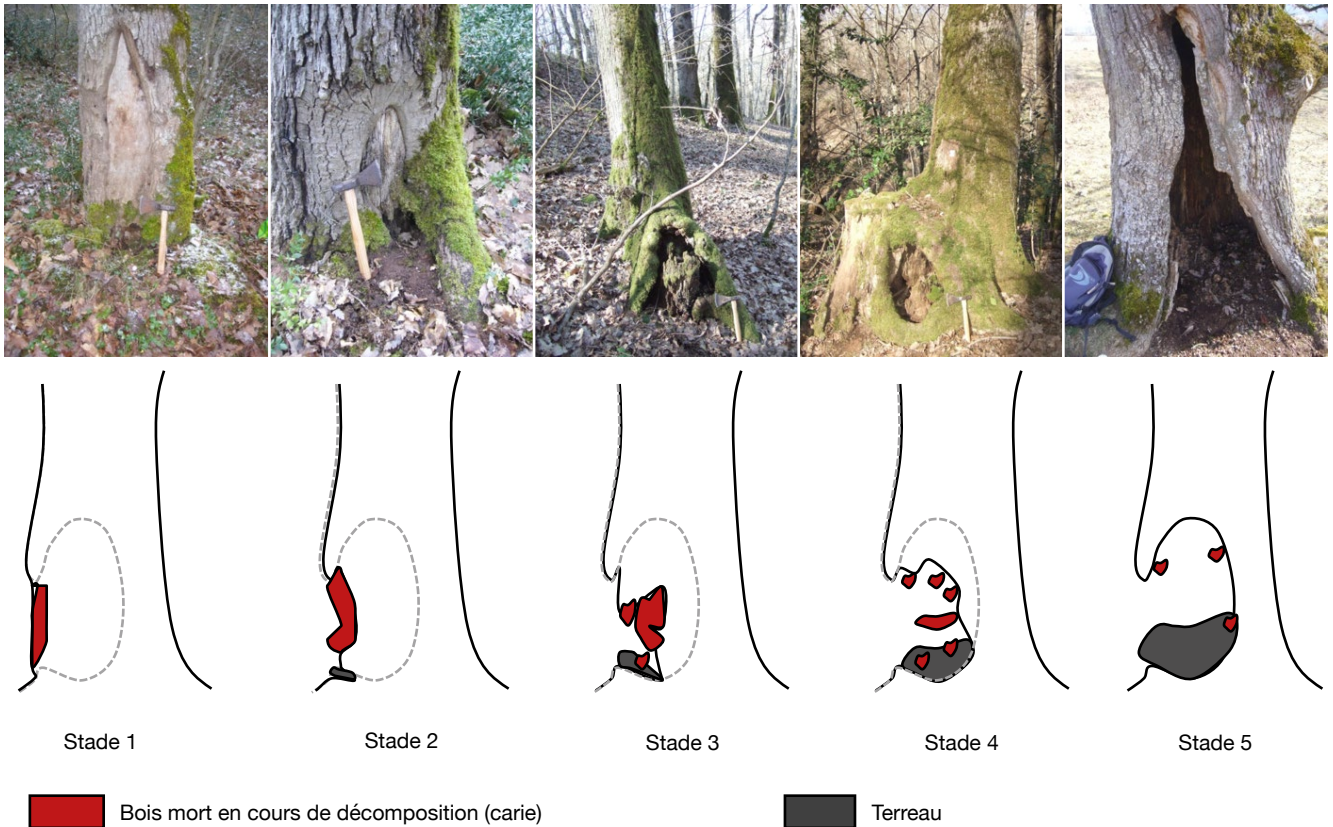 Stade 1
Stade 2
Stade 3
Stade 4
Stade 5
Bois mort en cours de décomposition (carie)
Terreau